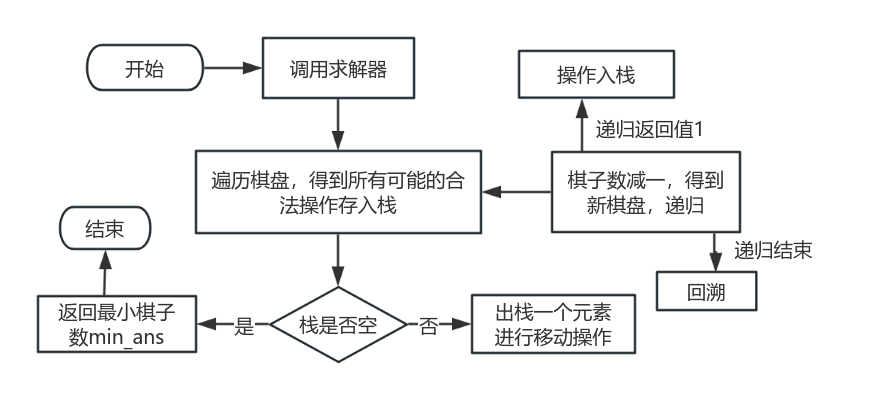 开始
调用求解器
操作入栈
递归返回值1
遍历棋盘，得到所有可能的合
法操作存入栈
棋子数减一，得到
新棋盘，递归
结束
递归结束
回溯
返回最小棋子
数min_ans
是
栈是否空
否
出栈一个元素
进行移动操作